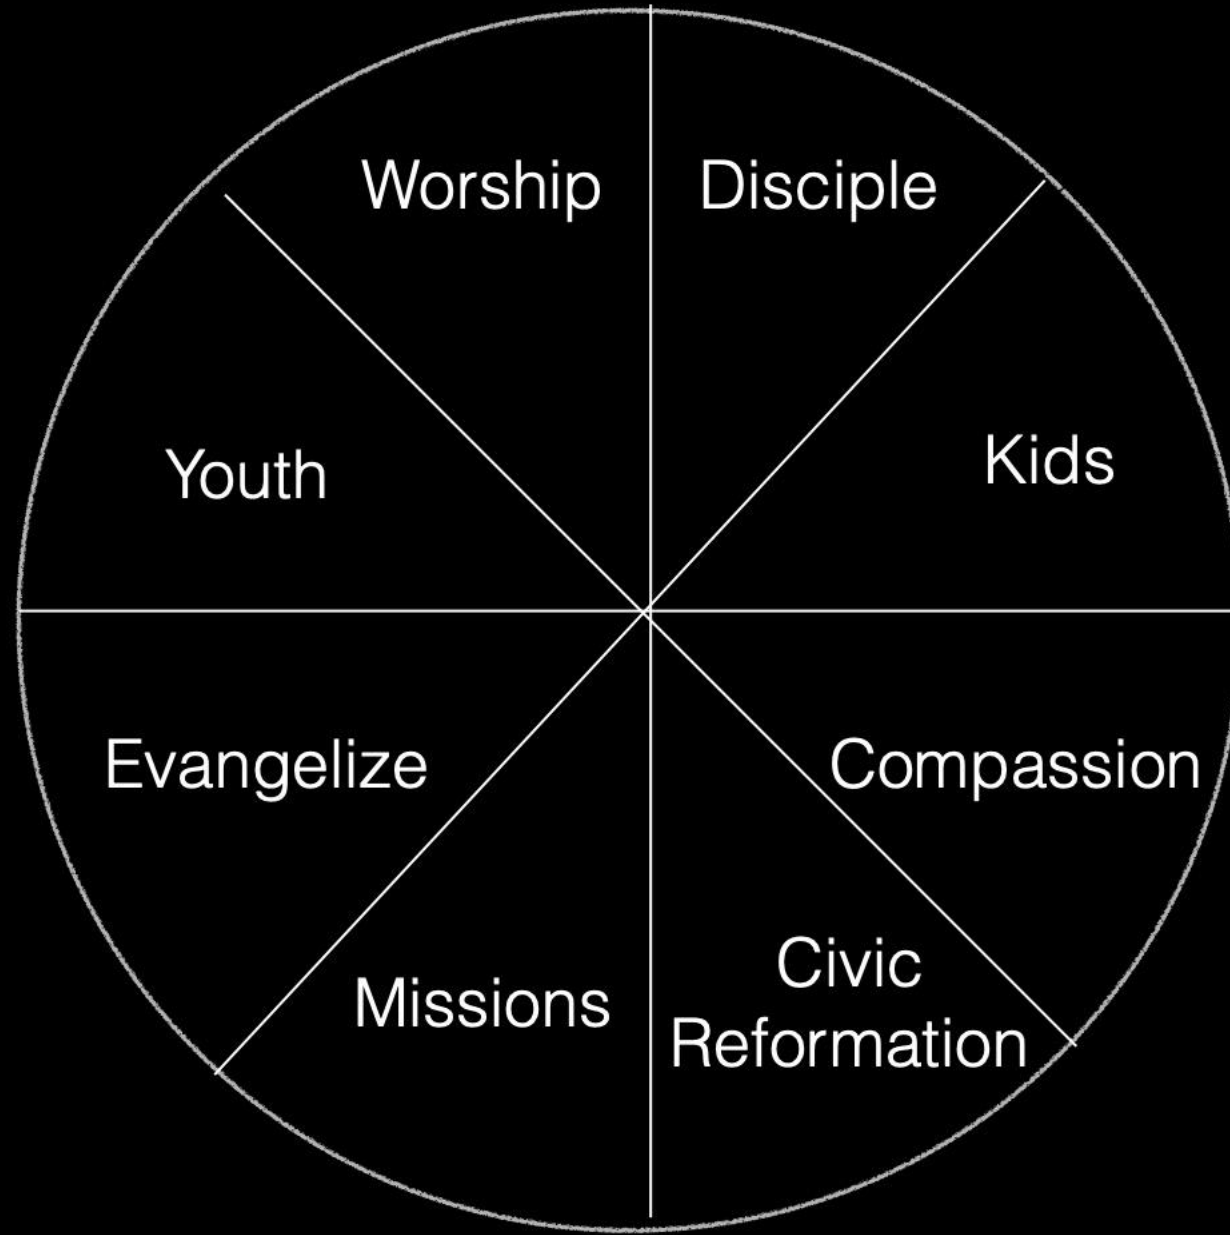 Worship
Disciple
Youth
Kids
Evangelize
Compassion
Missions
Civic
Reformation